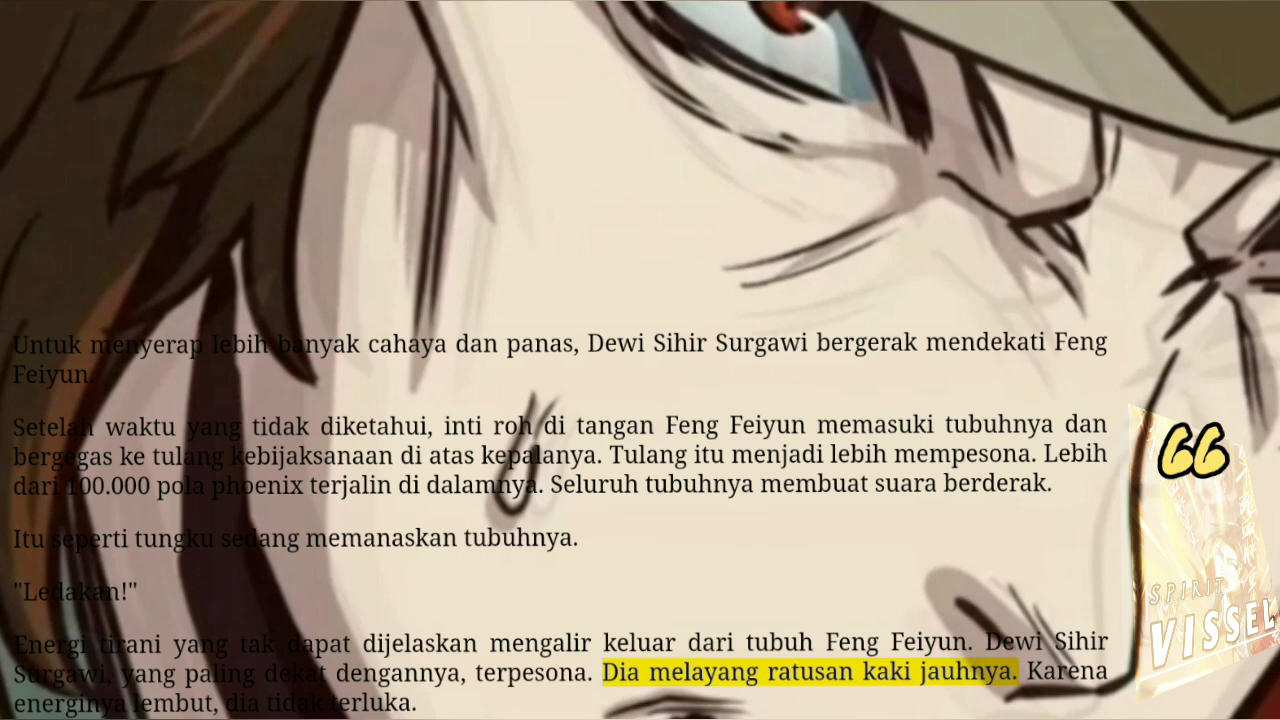 Untuk menyerap lebih banyak cahaya dan panas, Dewi Sihir Surgawi bergerak mendekati Feng
Feiyun.
Setelah waktu yang tidak diketahui, inti roh di tangan Feng Feiyun memasuki tubuhnya dan
bergegas ke tulang kebijaksanaan di atas kepalanya. Tulang itu menjadi lebih mempesona. Lebih
dari 100.000 pola phoenix terjalin di dalamnya. Seluruh tubuhnya membuat suara berderak.
Itu seperti tungku sedang memanaskan tubuhnya.
"Ledakan!"
Energi tirani yang tak dapat dijelaskan mengalir keluar dari tubuh Feng Feiyun. Dewi Sihir
Surgawi, yang paling dekat dengannya, terpesona. Dia melayang ratusan kaki jauhnya. Karena
energinya lembut, dia tidak terluka.
66
SPIRIT
VISSEL